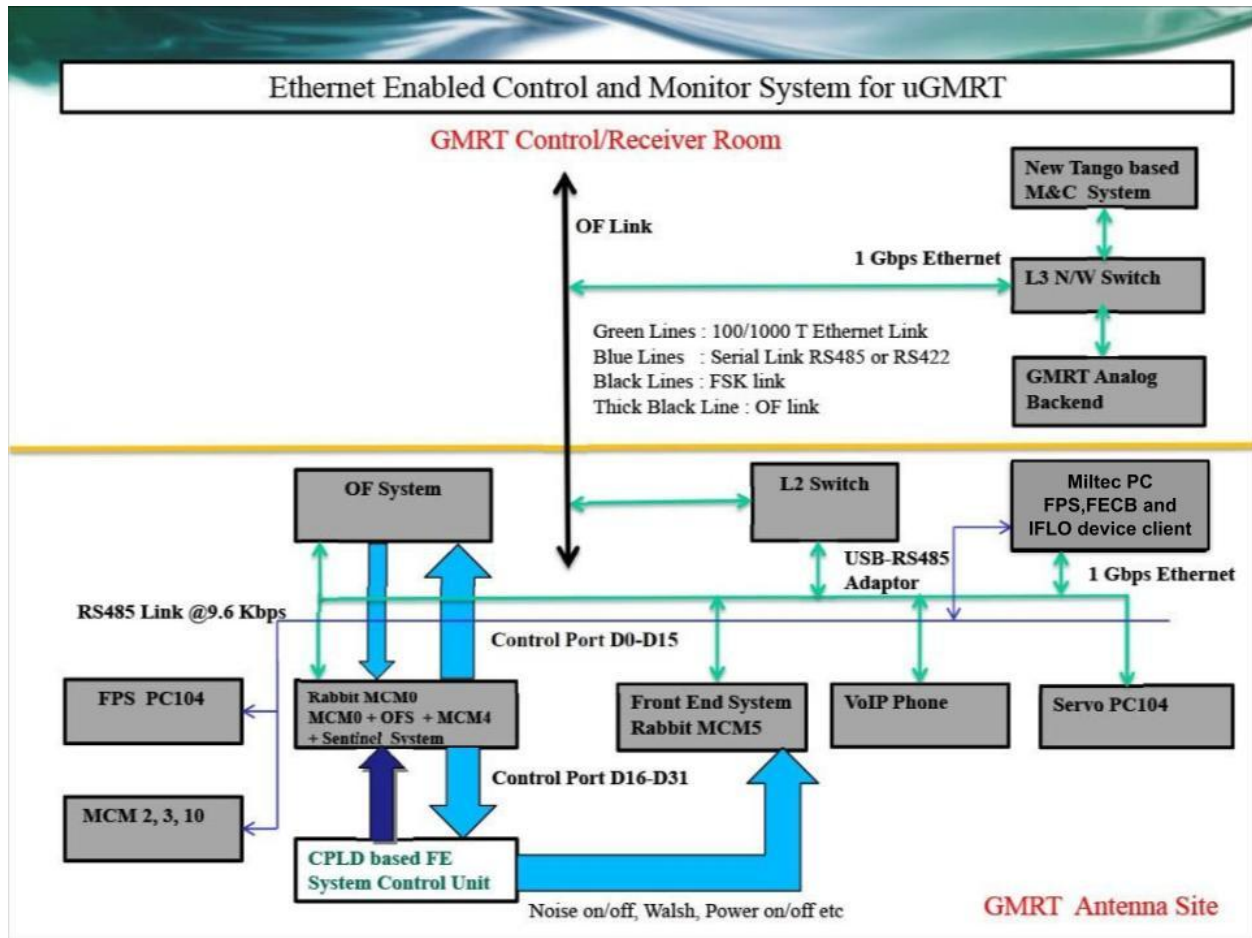 Ethernet Enabled Control and Monitor System for uGMRT
GMRT Control/Receiver Room
New Tango based
M&C System
OF Link
1 Gbps Ethernet
L3 N/W Switch
Green Lines : 100/1000 T Ethernet Link
Blue Lines : Serial Link RS485 or RS422
Black Lines : FSK link
Thick Black Line : OF link
GMRT Analog
Backend
OF System
L2 Switch
Miltec PC
FPS,FECB and
IFLO device client
USB-RS485
Adaptor
1 Gbps Ethernet
RS485 Link @9.6 Kbps
Control Port D0-D15
FPS PC104
Rabbit MCM0
MCM0 + OFS + MCM4
+ Sentinel System
Front End System
Rabbit MCM5
VoIP Phone
Servo PC104
Control Port D16-D31
MCM 2, 3, 10
CPLD based FE
System Control Unit
Noise on/off, Walsh, Power on/off etc
GMRT Antenna Site